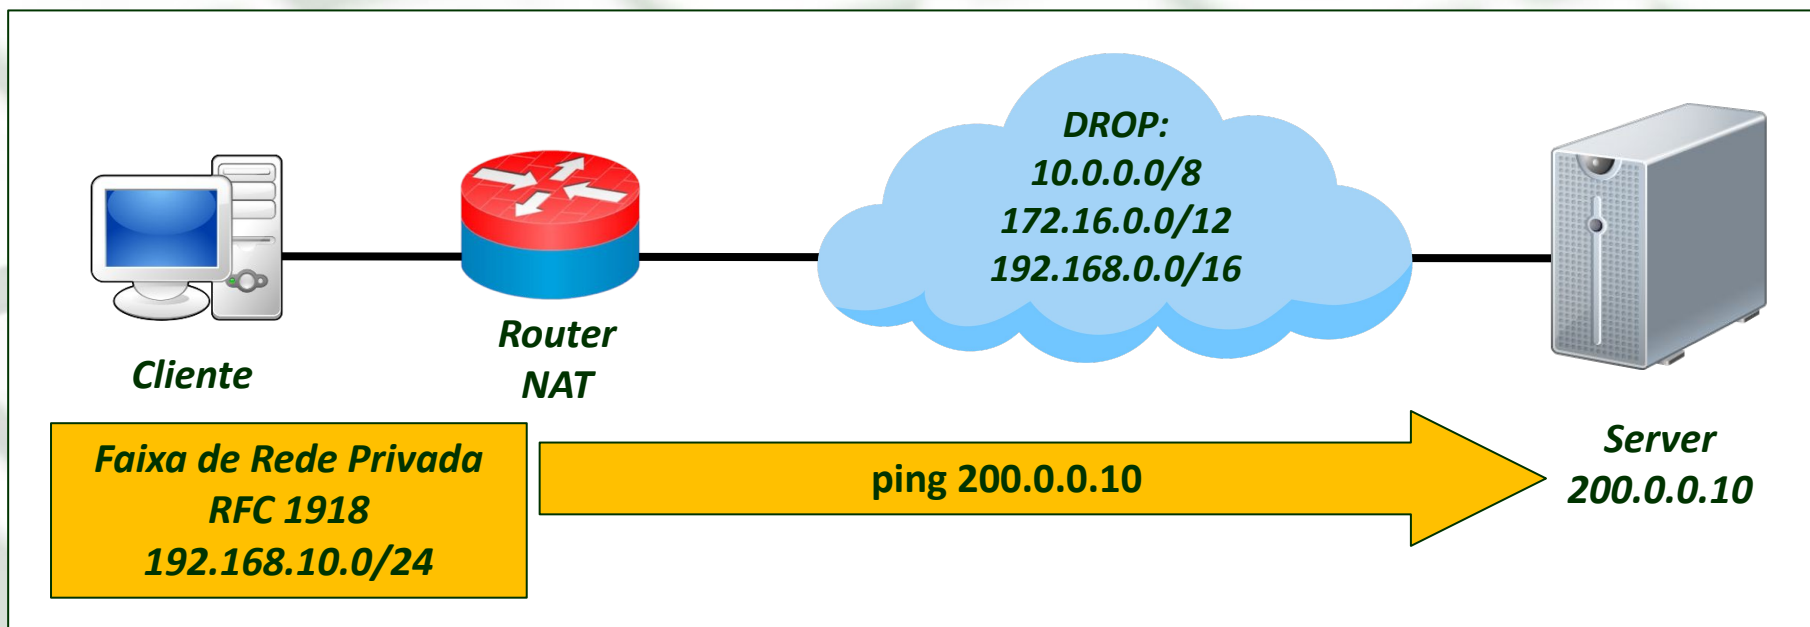 DROP:
10.0.0.0/8
172.16.0.0/12
192.168.0.0/16
Cliente
Router
NAT
Faixa de Rede Privada
RFC 1918
192.168.10.0/24
ping 200.0.0.10
Server
200.0.0.10